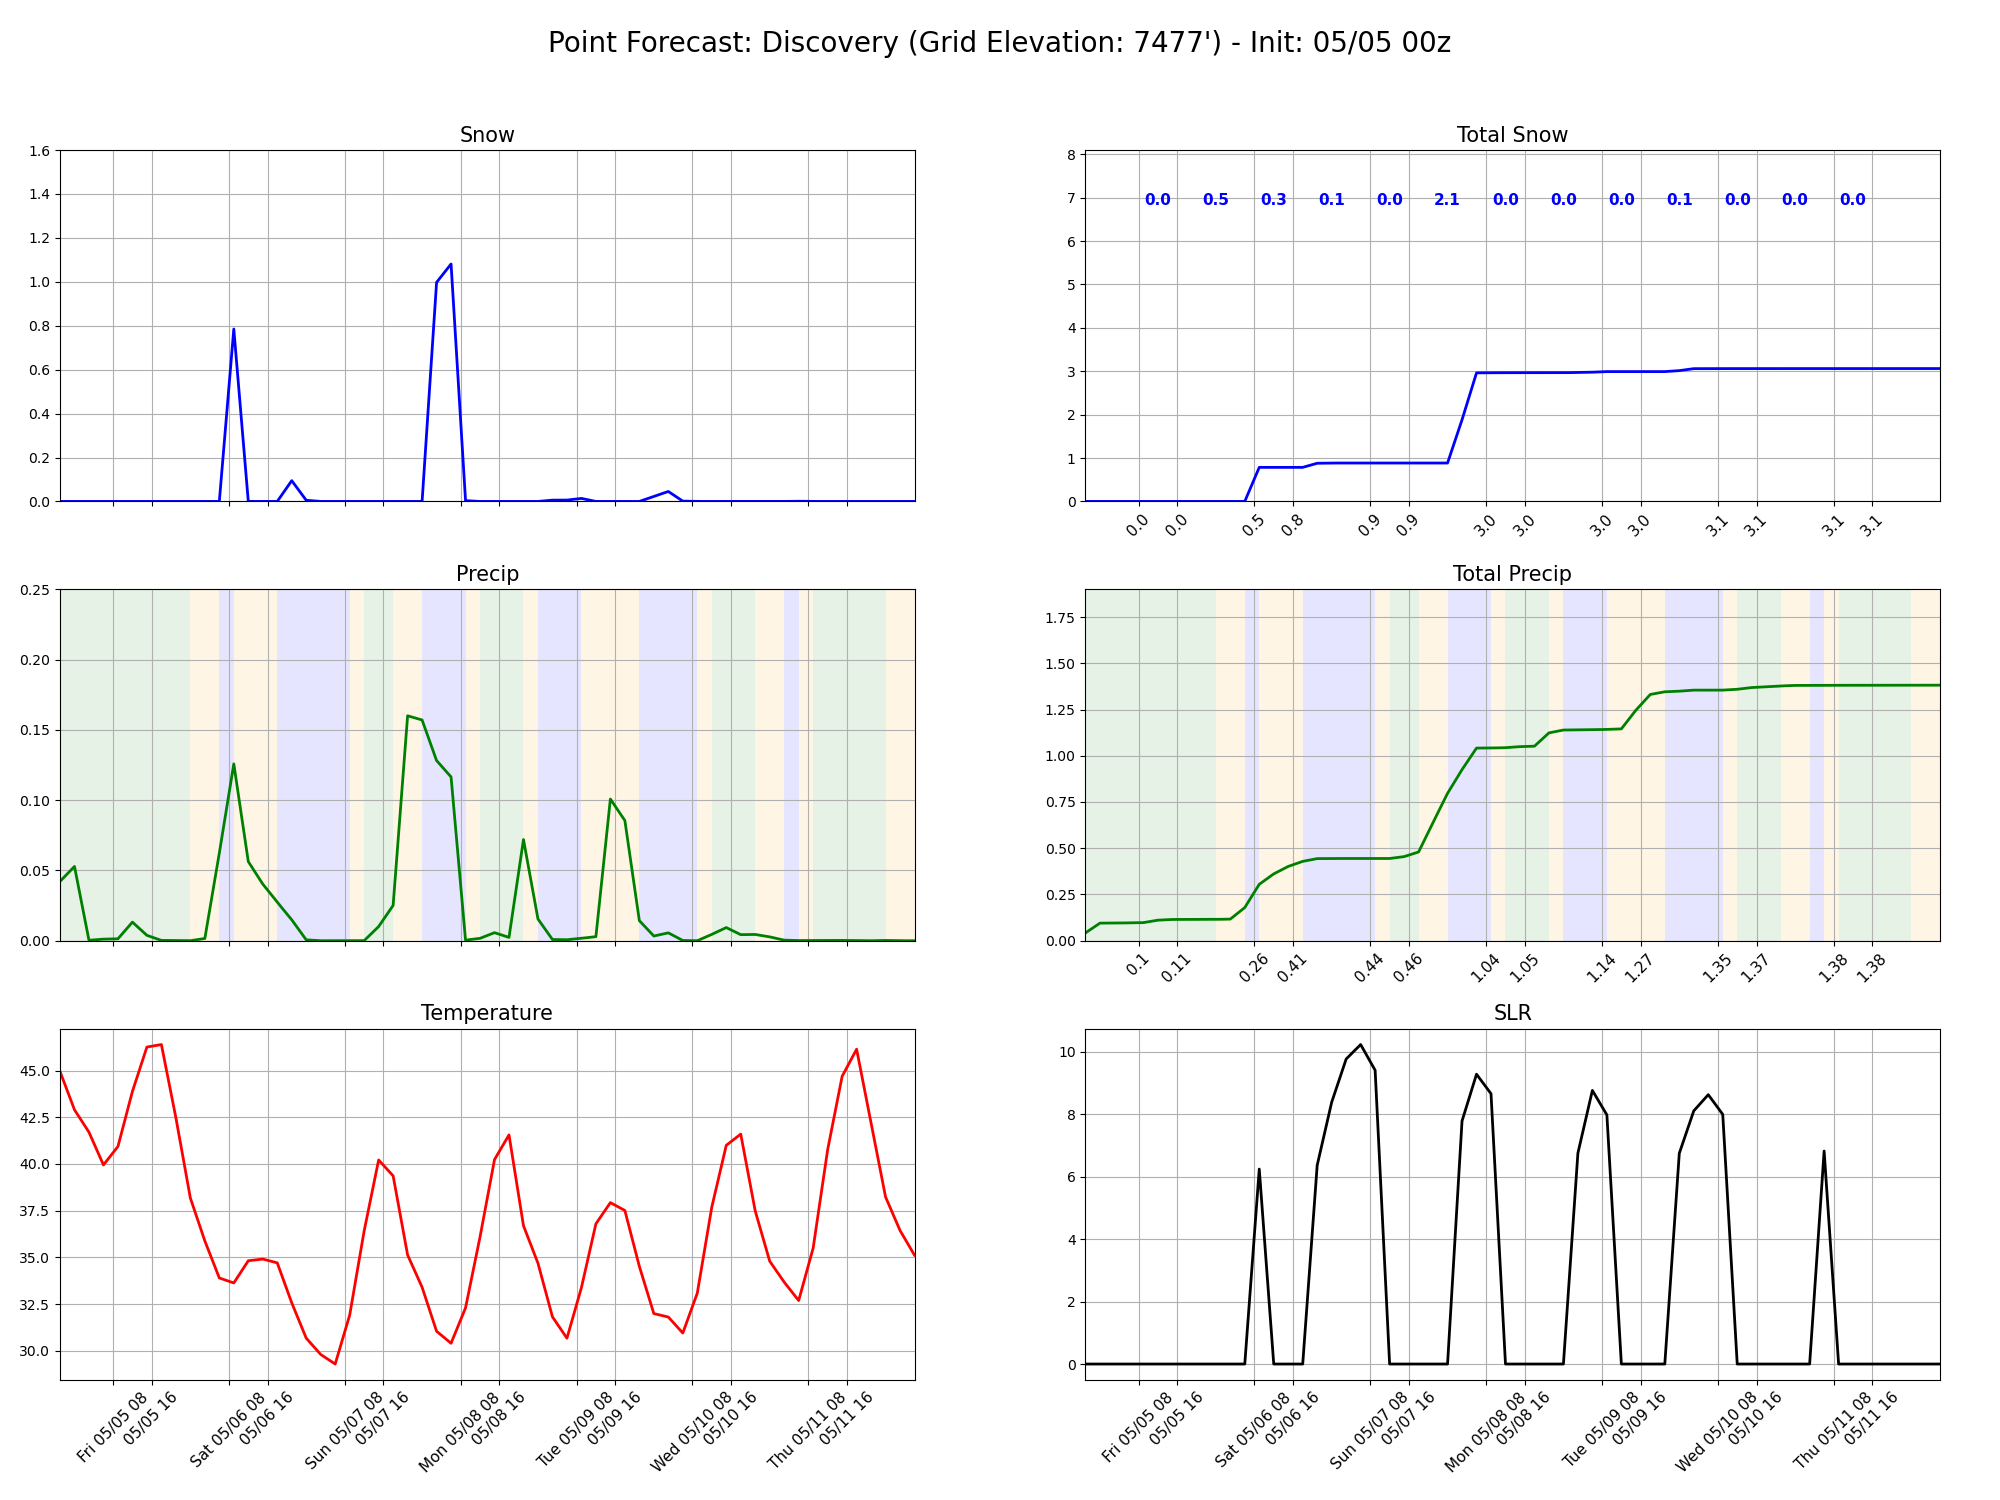 Point Forecast: Discovery (Grid Elevation: 7477') - Init: 05/05 00z
Snow
1.6
1.4
1.2
1.0
0.8
0.6
0.4
0.2
0.0
Total Snow
8
7
6
5
4
3
2
1
0
0.0 0.5 0.3 0.1 0.0 2.1 0.0 0.0 0.0 0.1 0.0 0.0 0.0
0.0 0.0 0.5 0.8 0.9 0.9 3.0 3.0 3.0 3.0 3.1 3.1 3.1 3.1
Precip
0.25
0.20
0.15
0.10
0.05
0.00
Total Precip
1.75
1.50
1.25
1.00
0.75
0.50
0.25
0.00
0.1 0.11 0.26 0.41 0.44 0.46 1.04 1.05 1.14 1.27 1.35 1.37 1.38 1.38
Temperature
45.0
42.5
40.0
37.5
35.0
32.5
30.0
Fri 05/05 08
05/05 16
Sat 05/06 08
05/06 16
Sun 05/07 08
05/07 16
Mon 05/08 08
05/08 16
Tue 05/09 08
05/09 16
Wed 05/10 08
05/10 16
Thu 05/11 08
05/11 16
SLR
10
8
6
4
2
0
Fri 05/05 08
05/05 16
Sat 05/06 08
05/06 16
Sun 05/07 08
05/07 16
Mon 05/08 08
05/08 16
Tue 05/09 08
05/09 16
Wed 05/10 08
05/10 16
Thu 05/11 08
05/11 16